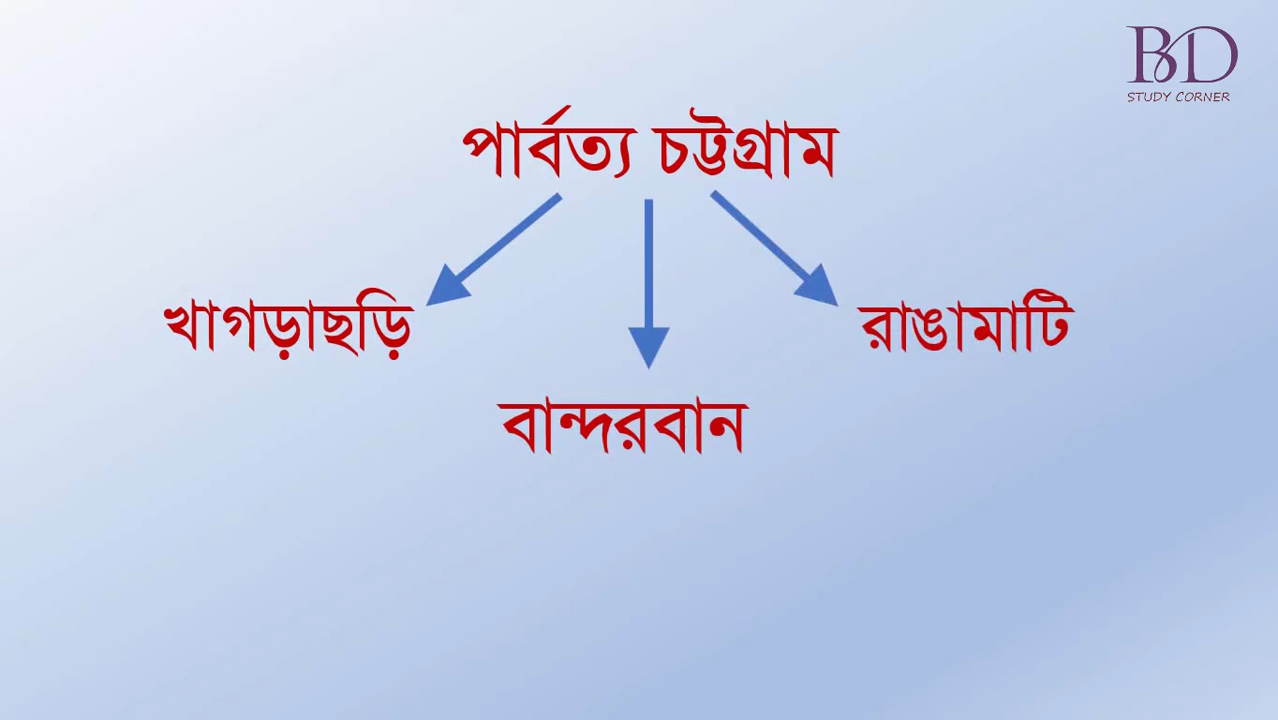 BD
STUDY CORNER
পার্বত্য চট্টগ্রাম
খাগড়াছড়ি
রাঙামাটি
বান্দরবান